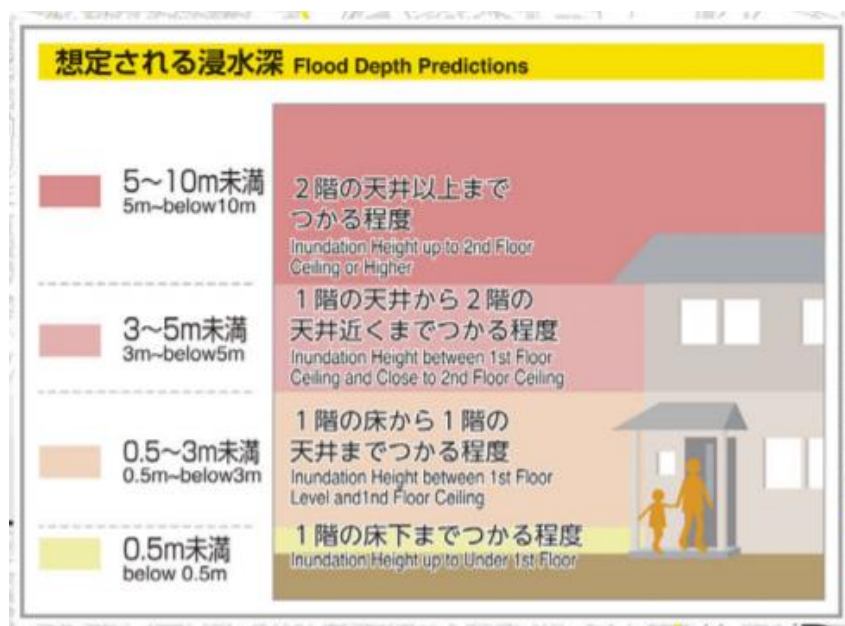 想定される浸水深 Flood Depth Predictions
5～10m未満
5m~below10m
2階の天井以上まで
つかる程度
Inundation Height up to 2nd Floor
Ceiling or Higher
3～5m未満
3m~below5m
1階の天井から2階の
天井近くまでつかる程度
Inundation Height between 1st Floor
Ceiling and Close to 2nd Floor Ceiling
0.5～3m未満
0.5m~below3m
1階の床から1階の
天井までつかる程度
Inundation Height between 1st Floor
Level and1nd Floor Ceiling
0.5m未満
below 0.5m
1階の床下までつかる程度
Inundation Height up to Under 1st Floor